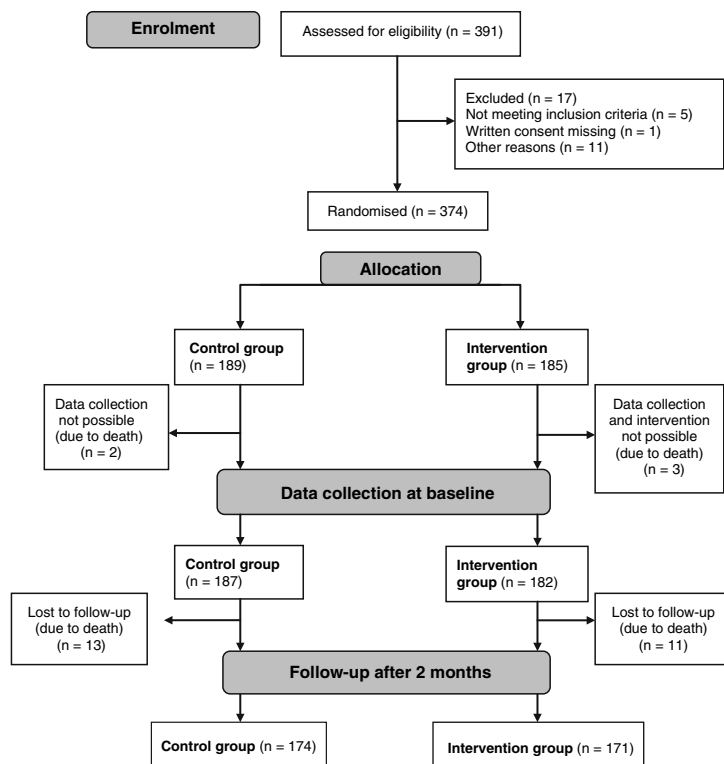 Enrolment
Assessed for eligibility (n = 391)
Excluded (n = 17)
Not meeting inclusion criteria (n = 5)
Written consent missing (n = 1)
Other reasons (n = 11)
Randomised (n = 374)
Allocation
Control group
(n = 189)
Intervention
group (n = 185)
Data collection
not possible
(due to death)
(n = 2)
Data collection
and intervention
not possible
(due to death)
(n = 3)
Data collection at baseline
Control group
(n = 187)
Intervention
group (n = 182)
Lost to follow-up
(due to death)
(n = 13)
Lost to follow-up
(due to death)
(n = 11)
Follow-up after 2 months
Control group (n = 174)
Intervention group (n = 171)